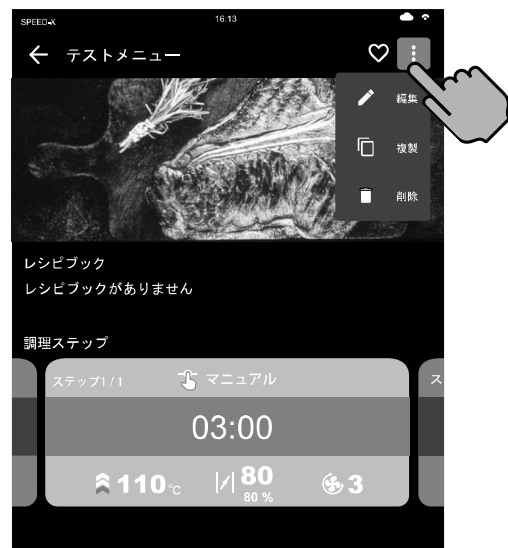 SPEED-X 16:13
テストメニュー
編集
複製
削除
レシピブック
レシピブックがありません
調理ステップ
ステップ1/1 マニュアル ス
03:00
110℃ 80 3
80 %